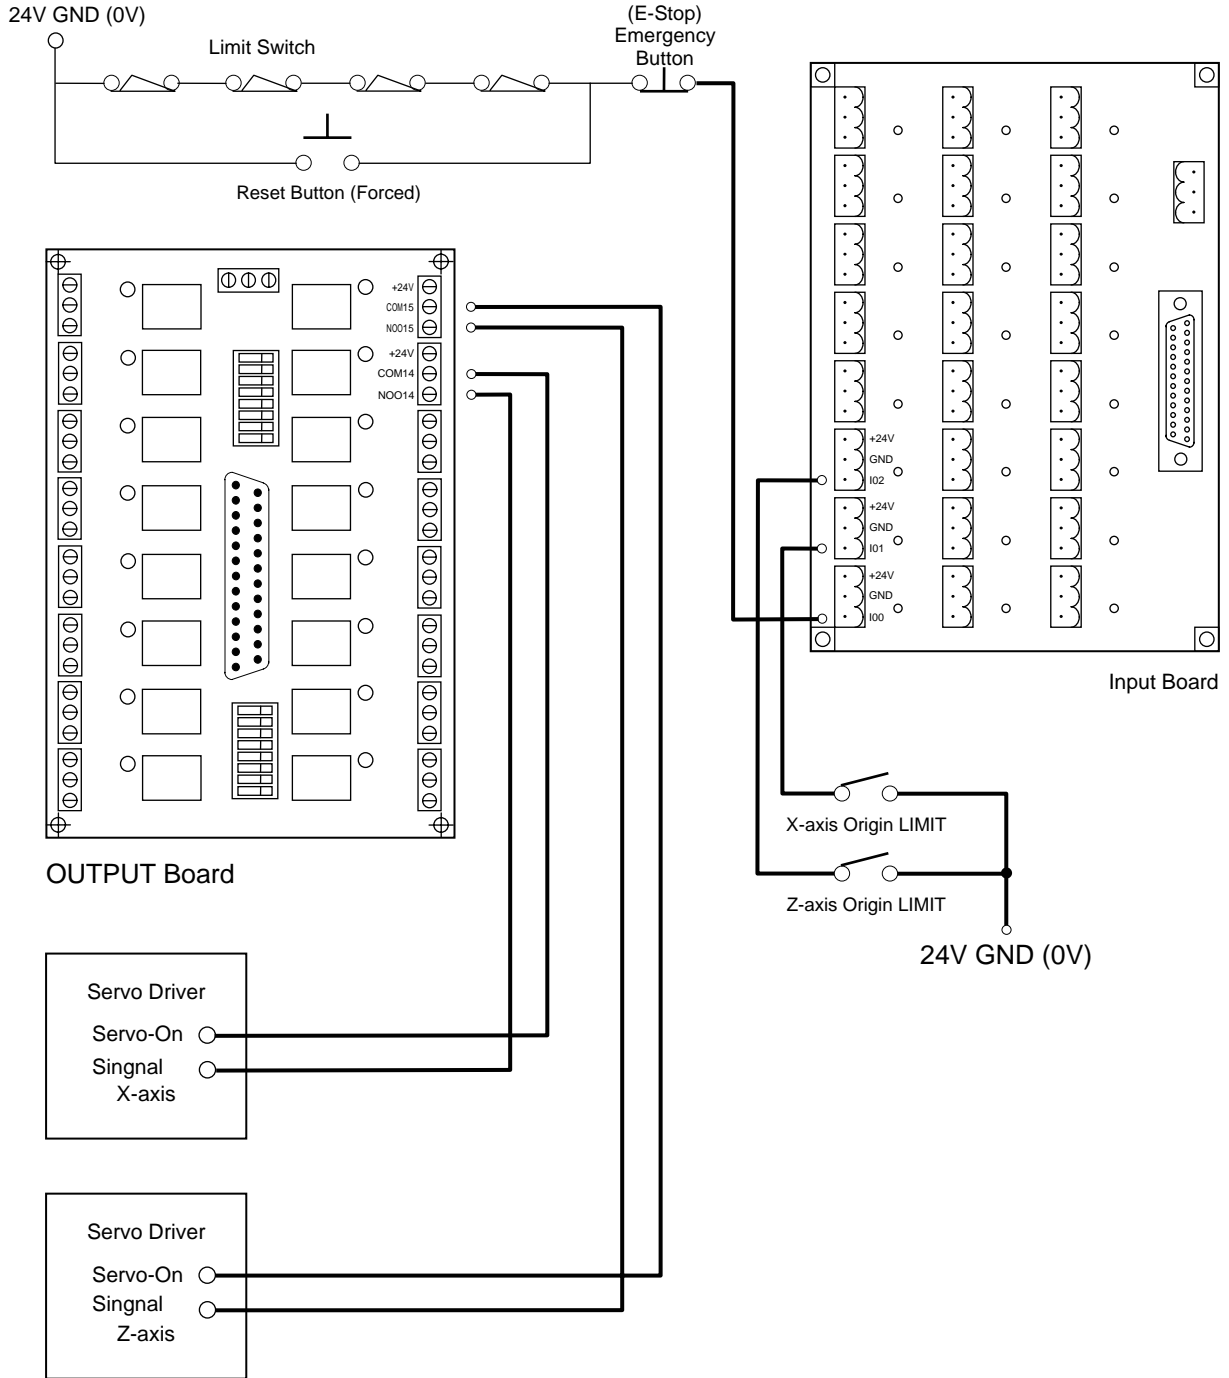 24V GND (0V)
Limit Switch
(E-Stop)
Emergency
Button
Reset Button (Forced)
+24V
COM15
NOO15
+24V
COM14
NOO14
OUTPUT Board
+24V
GND
I02
+24V
GND
I01
+24V
GND
I00
Input Board
X-axis Origin LIMIT
Z-axis Origin LIMIT
24V GND (0V)
Servo Driver
Servo-On
Singnal
X-axis
Servo Driver
Servo-On
Singnal
Z-axis